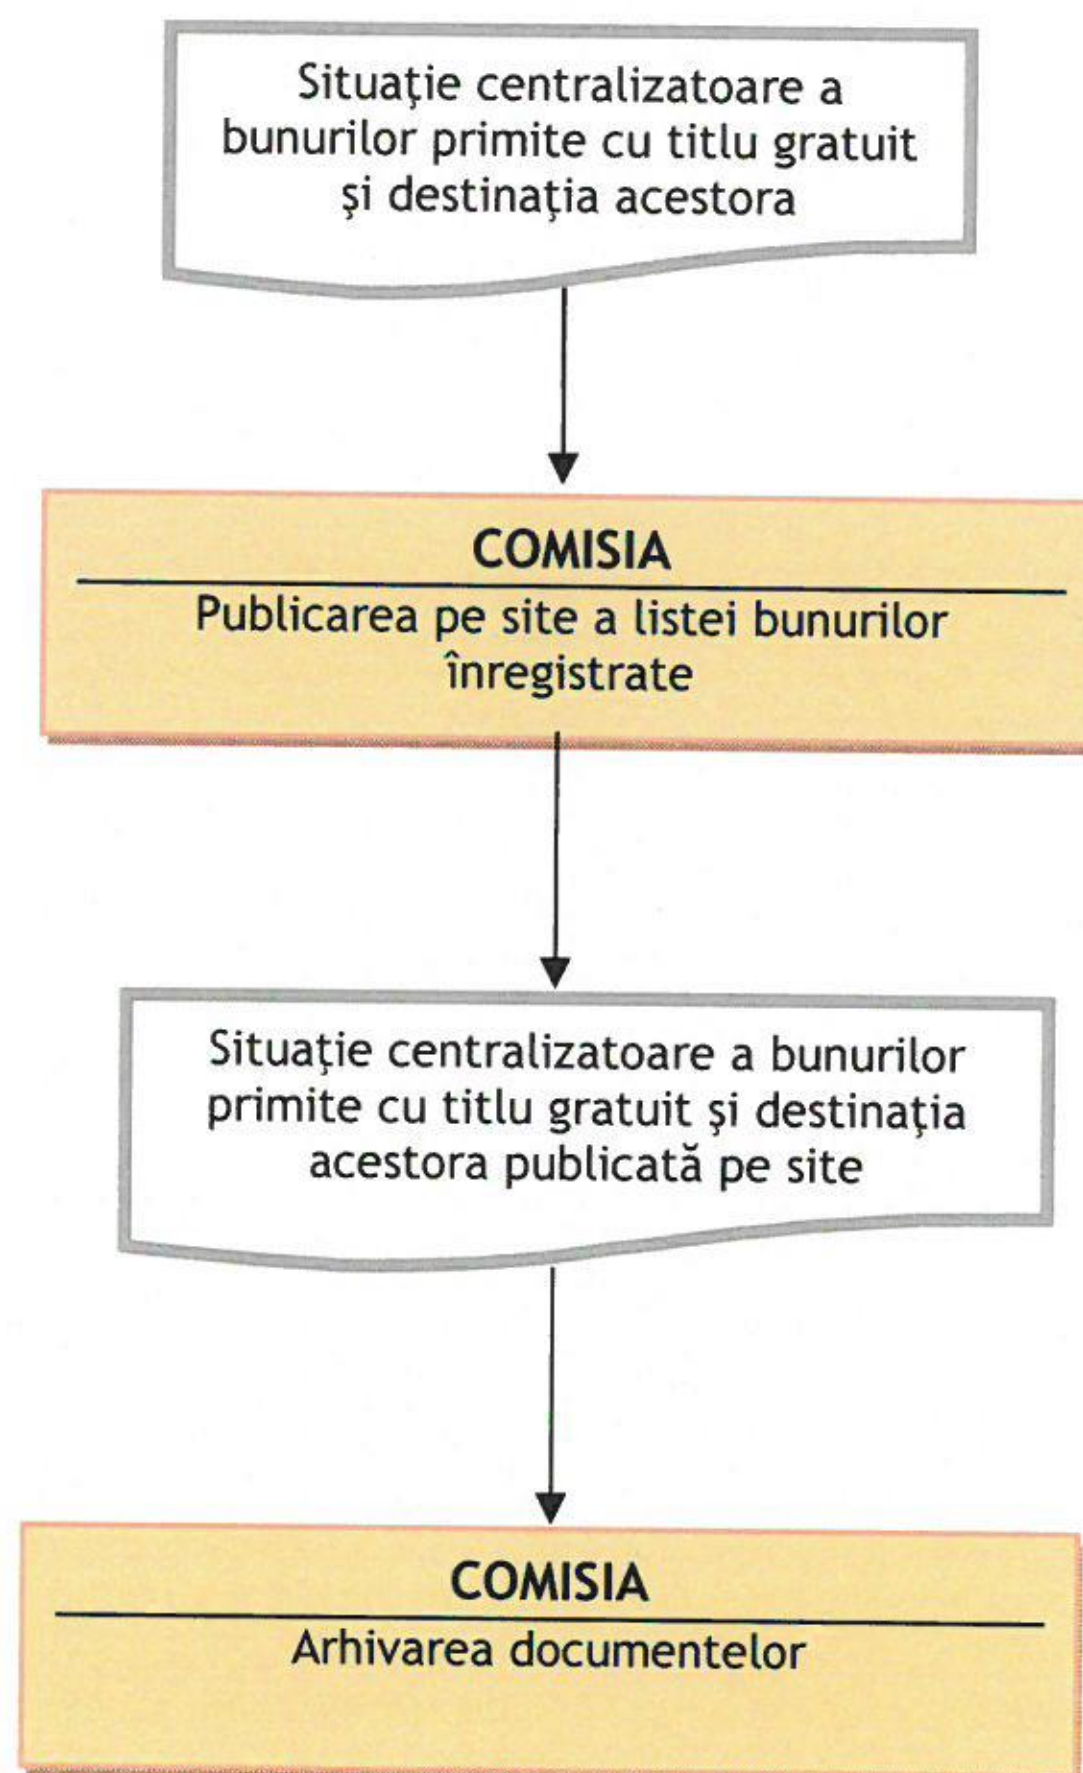 Situaţie centralizatoare a
bunurilor primite cu titlu gratuit
şi destinaţia acestora
COMISIA
Publicarea pe site a listei bunurilor
înregistrate
Situaţie centralizatoare a bunurilor
primite cu titlu gratuit şi destinaţia
acestora publicată pe site
COMISIA
Arhivarea documentelor